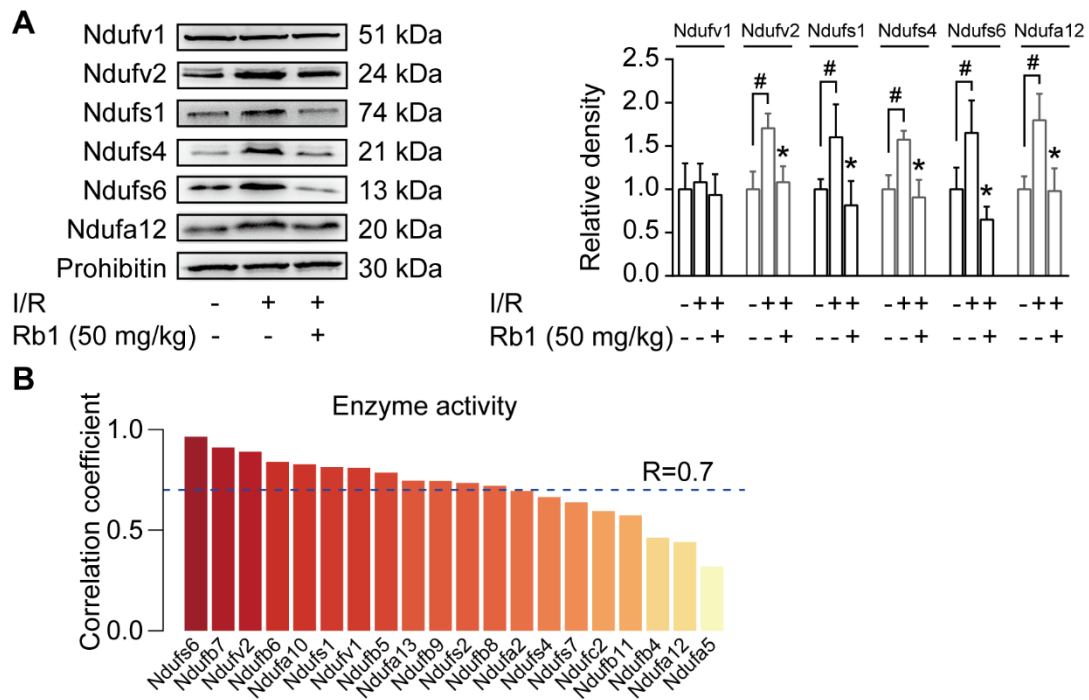 A
Ndufv1 51 kDa
Ndufv2 24 kDa
Ndufs1 74 kDa
Ndufs4 21 kDa
Ndufs6 13 kDa
Ndufa12 20 kDa
Prohibitin 30 kDa
I/R - + +
Rb1 (50 mg/kg) - - +
Ndufv1 Ndufv2 Ndufs1 Ndufs4 Ndufs6 Ndufa12
Relative density
2.5
2.0
1.5
1.0
0.5
0.0
# # # # #
* * * * *
I/R -++ -++ -++ -++ -++ -++
Rb1 (50 mg/kg) --+ --+ --+ --+ --+ --+
B
Enzyme activity
Correlation coefficient
1.0
0.5
0.0
R=0.7
Ndufs6
Ndufb7
Ndufv2
Ndufb6
Ndufa10
Ndufs1
Ndufv1
Ndufb5
Ndufa13
Ndufb9
Ndufs2
Ndufb8
Ndufa2
Ndufs4
Ndufs7
Ndufc2
Ndufb11
Ndufb4
Ndufa12
Ndufa5